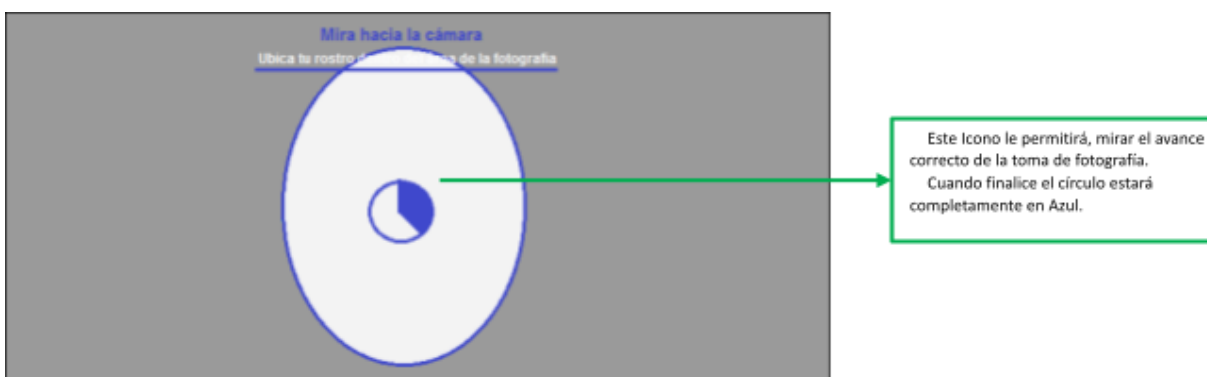 Mira hacia la cámara
Ubica tu rostro de la fotografía
Este Icono le permitirá, mirar el avance
correcto de la toma de fotografía.
Cuando finalice el círculo estará
completamente en Azul.